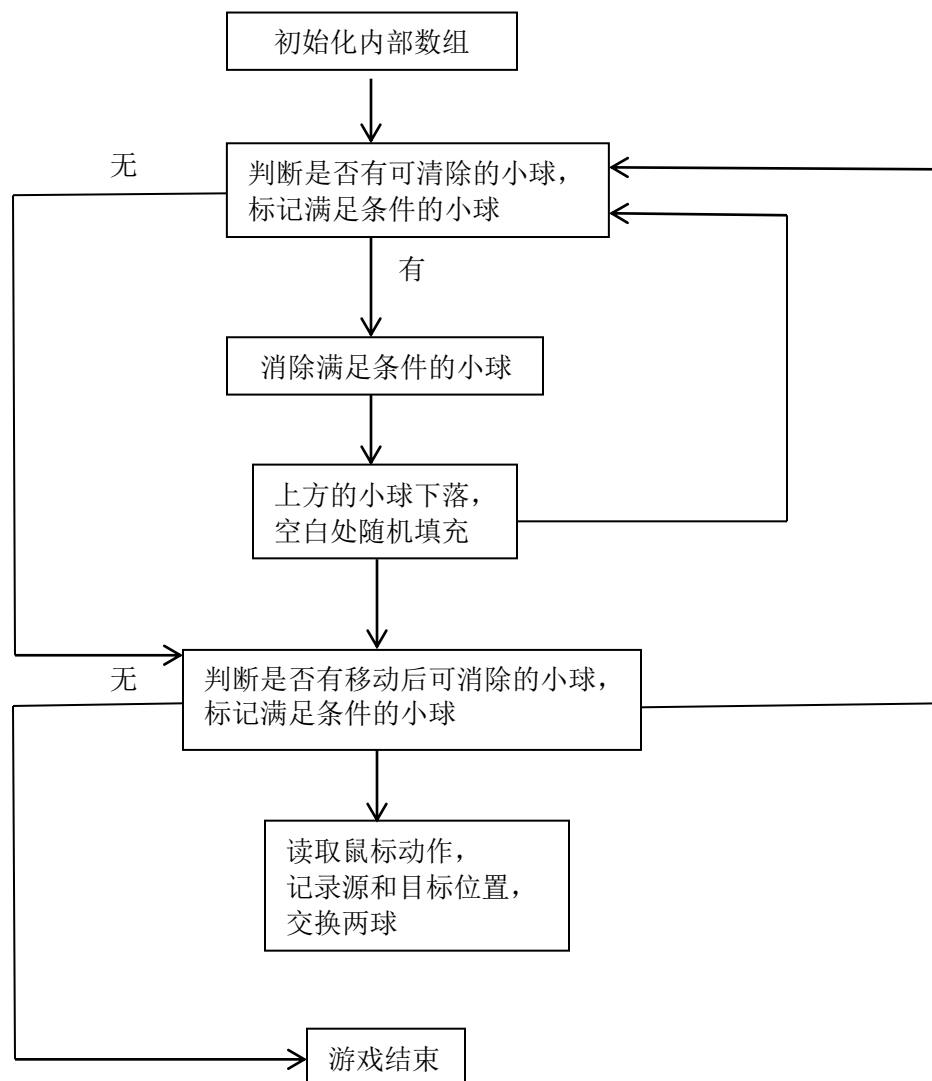 初始化内部数组
无
判断是否有可清除的小球，
标记满足条件的小球
有
消除满足条件的小球
上方的小球下落，
空白处随机填充
判断是否有移动后可消除的小球，
标记满足条件的小球
无
读取鼠标动作，
记录源和目标位置，
交换两球
游戏结束